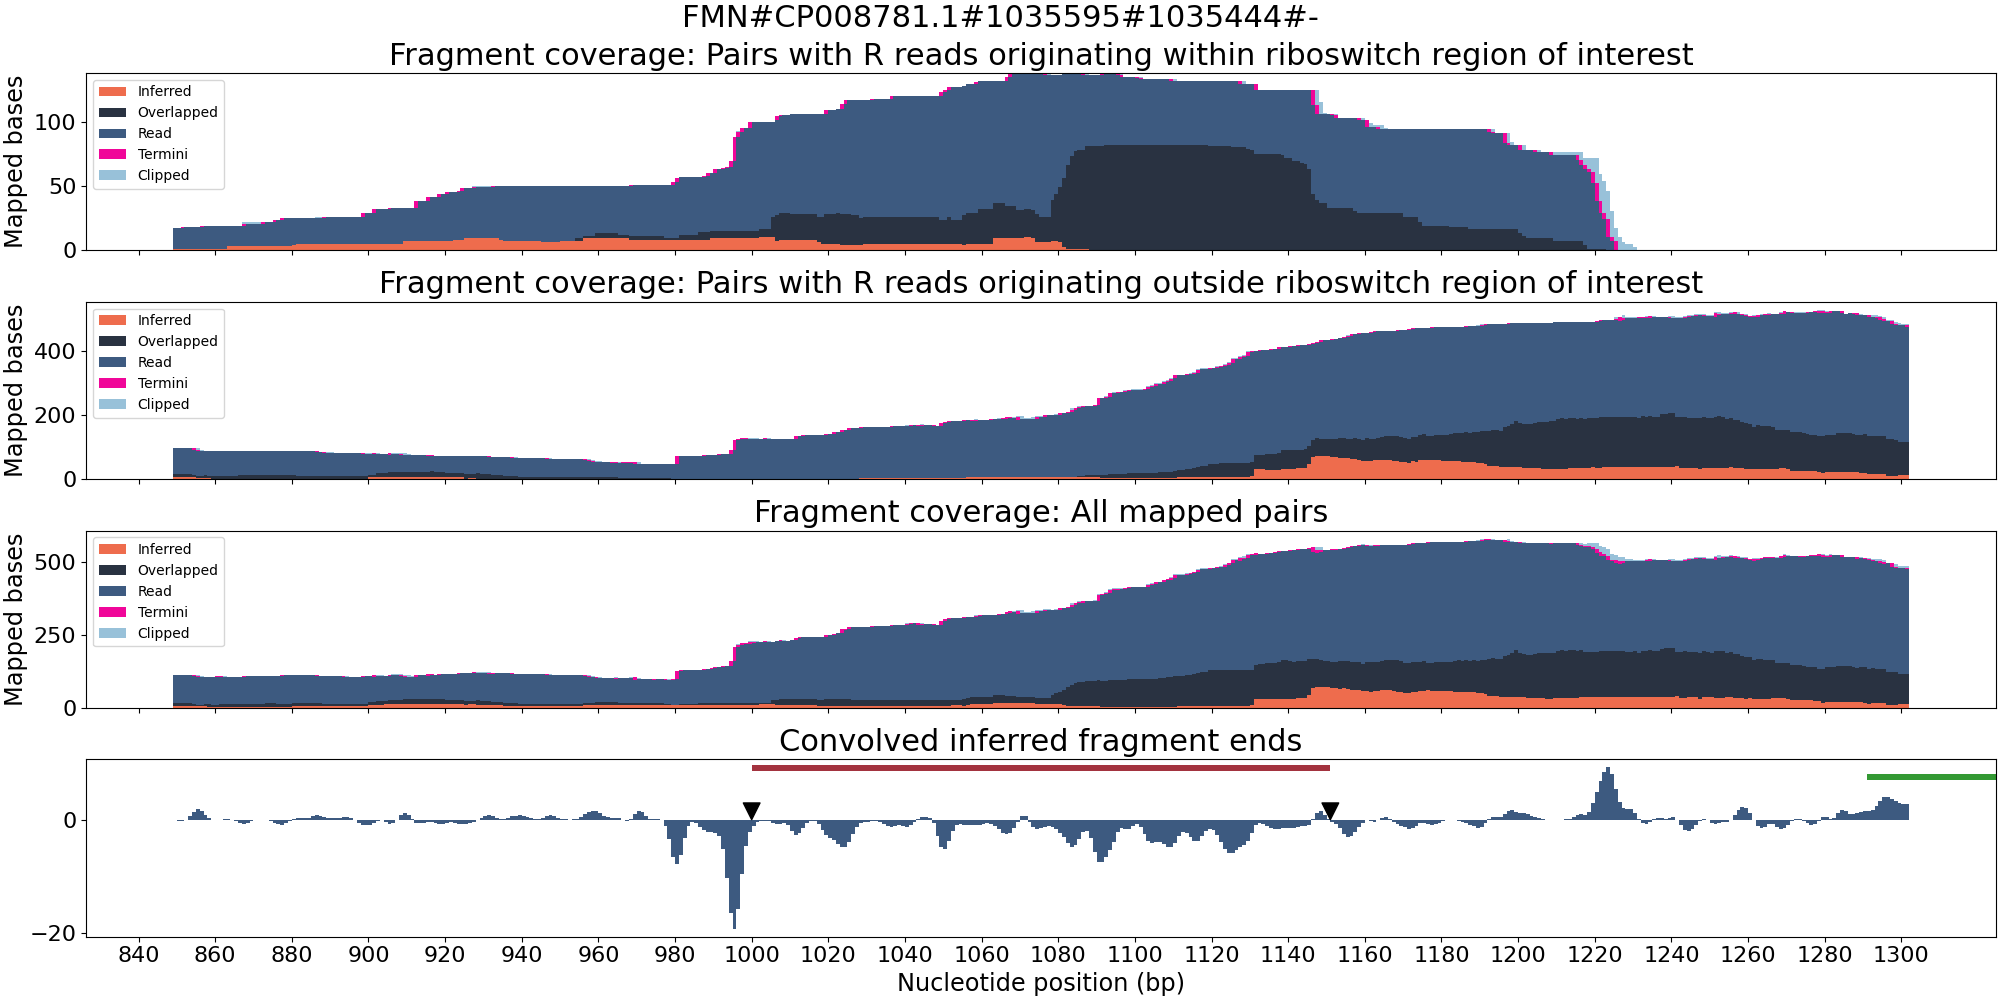 FMN#CP008781.1#1035595#1035444#-
Fragment coverage: Pairs with R reads originating within riboswitch region of interest
Mapped bases
100
50
0
Inferred
Overlapped
Read
Termini
Clipped
Fragment coverage: Pairs with R reads originating outside riboswitch region of interest
Mapped bases
400
200
0
Inferred
Overlapped
Read
Termini
Clipped
Fragment coverage: All mapped pairs
Mapped bases
500
250
0
Inferred
Overlapped
Read
Termini
Clipped
Convolved inferred fragment ends
0
−20
840 860 880 900 920 940 960 980 1000 1020 1040 1060 1080 1100 1120 1140 1160 1180 1200 1220 1240 1260 1280 1300
Nucleotide position (bp)